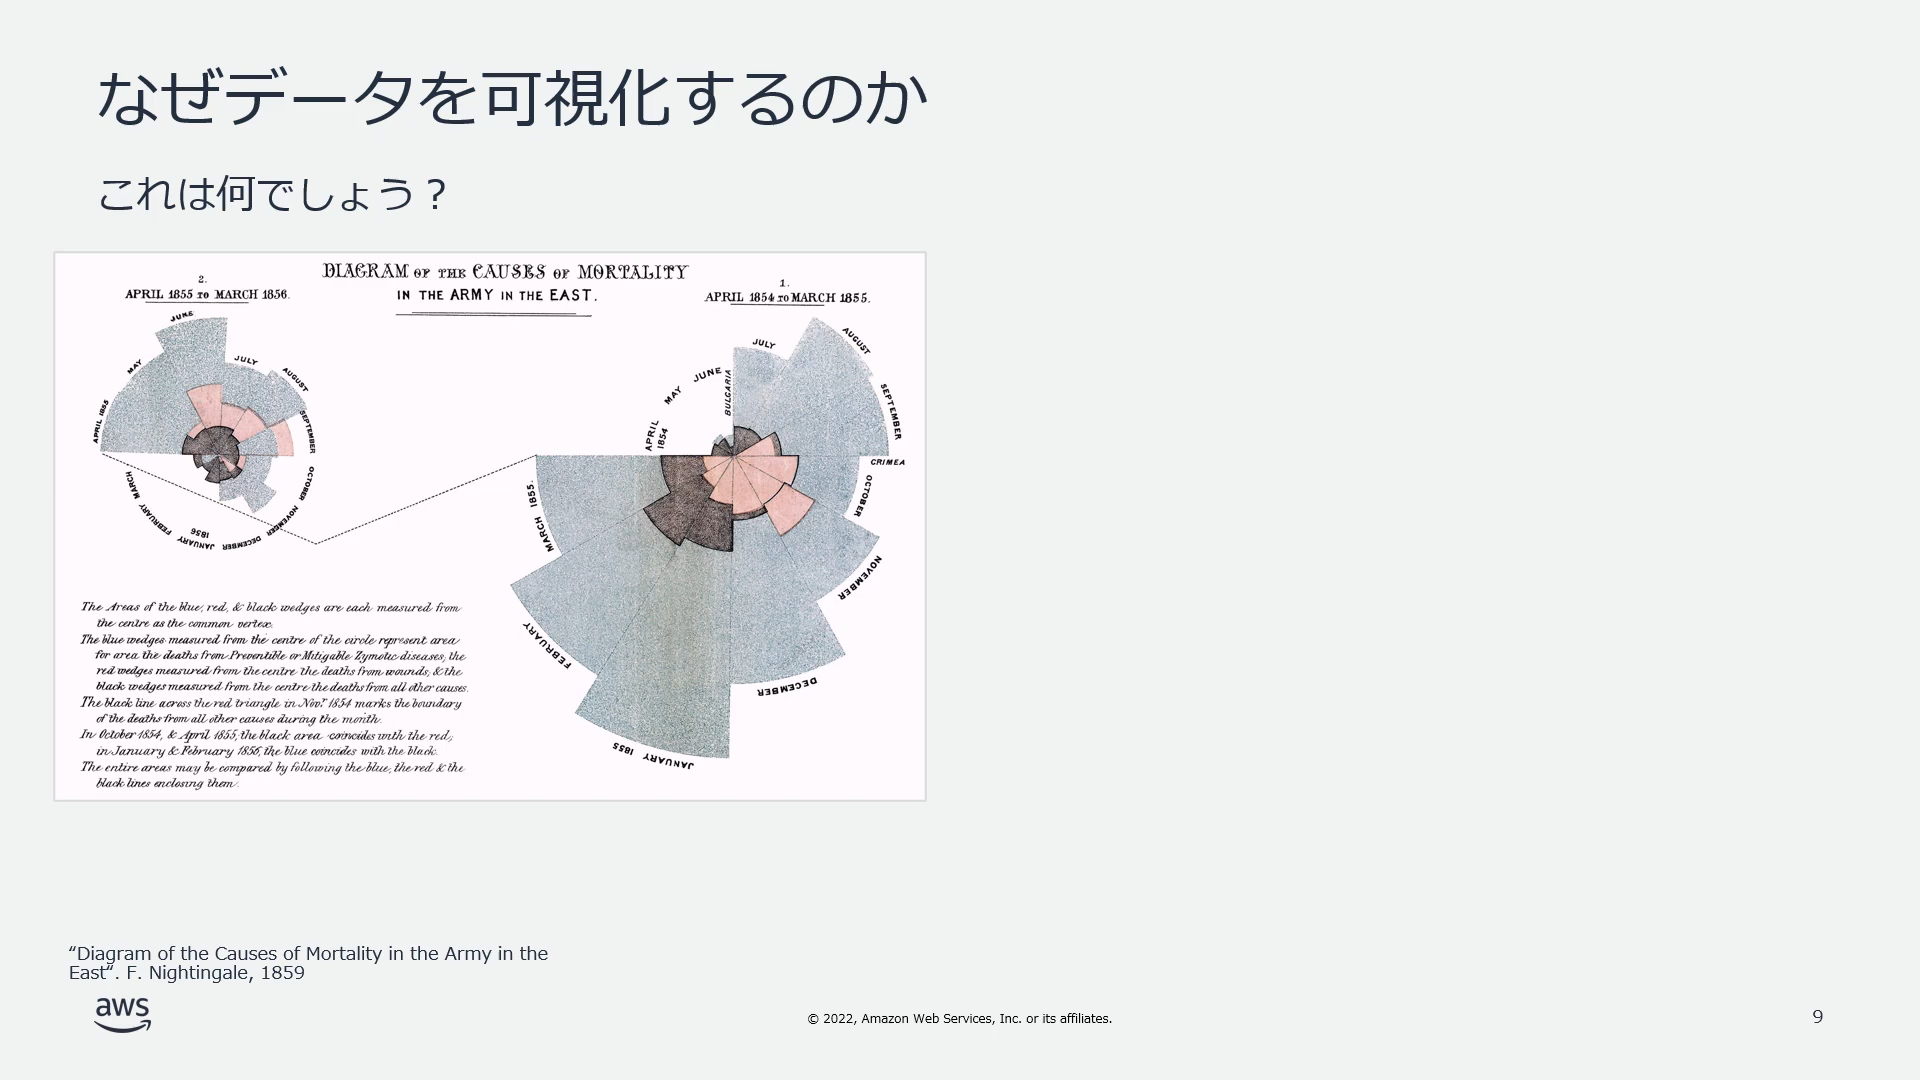 なぜデータを可視化するのか
これは何でしょう？
DIAGRAM OF THE CAUSES OF MORTALITY
IN THE ARMY IN THE EAST.
2.
APRIL 1855 TO MARCH 1856.
1.
APRIL 1854 TO MARCH 1855.
JUNE
JULY
MAY
AUGUST
APRIL 1855
SEPTEMBER
OCTOBER
NOVEMBER
DECEMBER
JANUARY
1856
FEBRUARY
MARCH
APRIL
1854
MAY
JUNE
BULGARIA
JULY
AUGUST
SEPTEMBER
CRIMEA
OCTOBER
NOVEMBER
DECEMBER
JANUARY 1855
FEBRUARY
MARCH 1855.
The Areas of the blue, red, & black wedges are each measured from
the centre as the common vertex.
The blue wedges measured from the centre of the circle represent area
for area the deaths from Preventible or Mitigable Zymotic diseases; the
red wedges measured from the centre the deaths from wounds; & the
black wedges measured from the centre the deaths from all other causes.
The black line across the red triangle in Novr. 1854 marks the boundary
of the deaths from all other causes during the month.
In October 1854, & April 1855, the black area coincides with the red;
in January & February 1856, the blue coincides with the black.
The entire areas may be compared by following the blue, the red & the
black lines enclosing them.
“Diagram of the Causes of Mortality in the Army in the
East“. F. Nightingale, 1859
aws
© 2022, Amazon Web Services, Inc. or its affiliates.
9